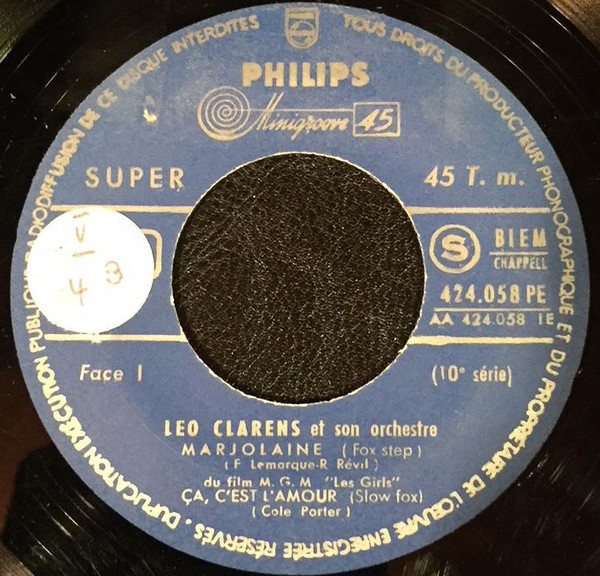 EXÉCUTION PUBLIQUE RADIODIFFUSION DE CE DISQUE INTERDITES
TOUS DROITS DU PRODUCTEUR PHONOGRAPHIQUE ET DU PROPRIÉTAIRE DE L'ŒUVRE ENREGISTRÉE RÉSERVÉS. DUPLICATION
PHILIPS
Minigroove 45
SUPER
45 T. m.
V
4 3
S
BIEM
CHAPPELL
424.058 PE
AA 424.058 1E
Face 1
(10e série)
LEO CLARENS et son orchestre
MARJOLAINE (Fox step)
(F Lemarque-R Révil)
du film M. G. M "Les Girls"
ÇA, C'EST L'AMOUR (Slow fox)
(Cole Porter)